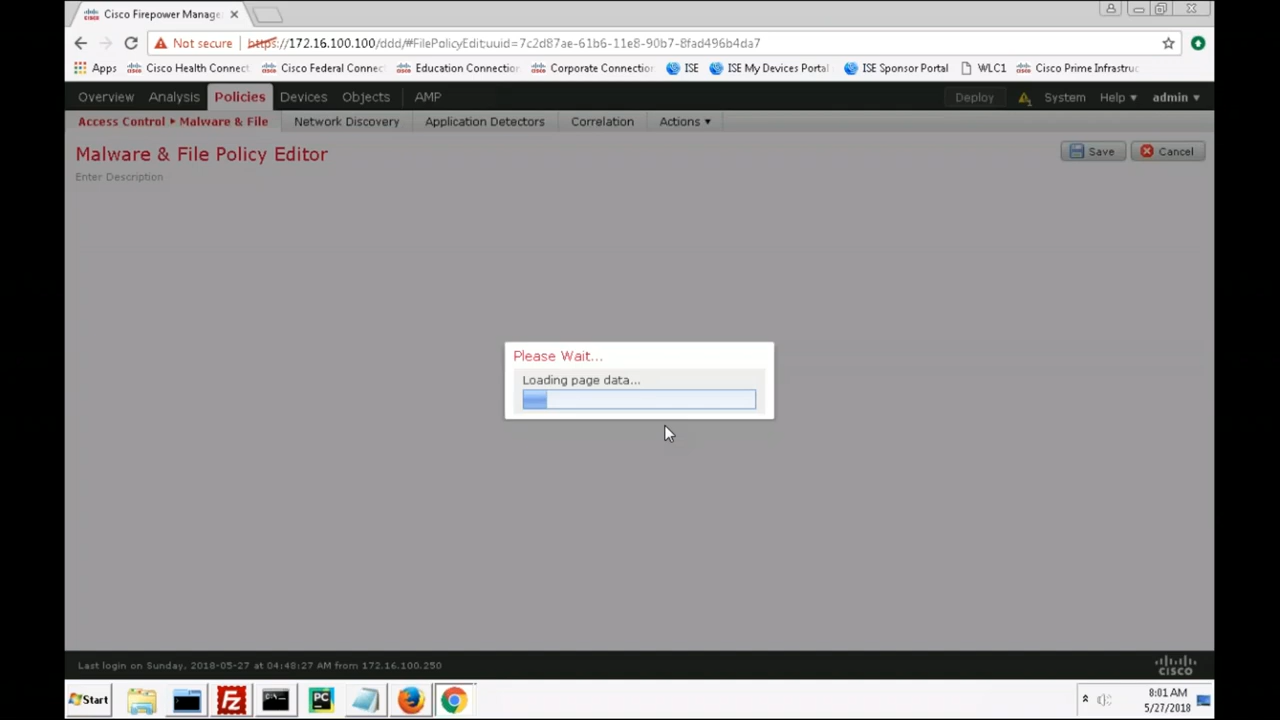 Cisco Firepower Manage
Not secure | https://172.16.100.100/ddd/#FilePolicyEdit:uuid=7c2d87ae-61b6-11e8-90b7-8fad496b4da7
Apps Cisco Health Connect Cisco Federal Connec Education Connection Corporate Connection ISE ISE My Devices Portal ISE Sponsor Portal WLC1 Cisco Prime Infrastruc
Overview Analysis Policies Devices Objects AMP Deploy System Help admin
Access Control Malware & File Network Discovery Application Detectors Correlation Actions
Malware & File Policy Editor Save Cancel
Enter Description
Please Wait...
Loading page data...
Last login on Sunday, 2018-05-27 at 04:48:27 AM from 172.16.100.250
CISCO
Start FZ PC 8:01 AM
5/27/2018